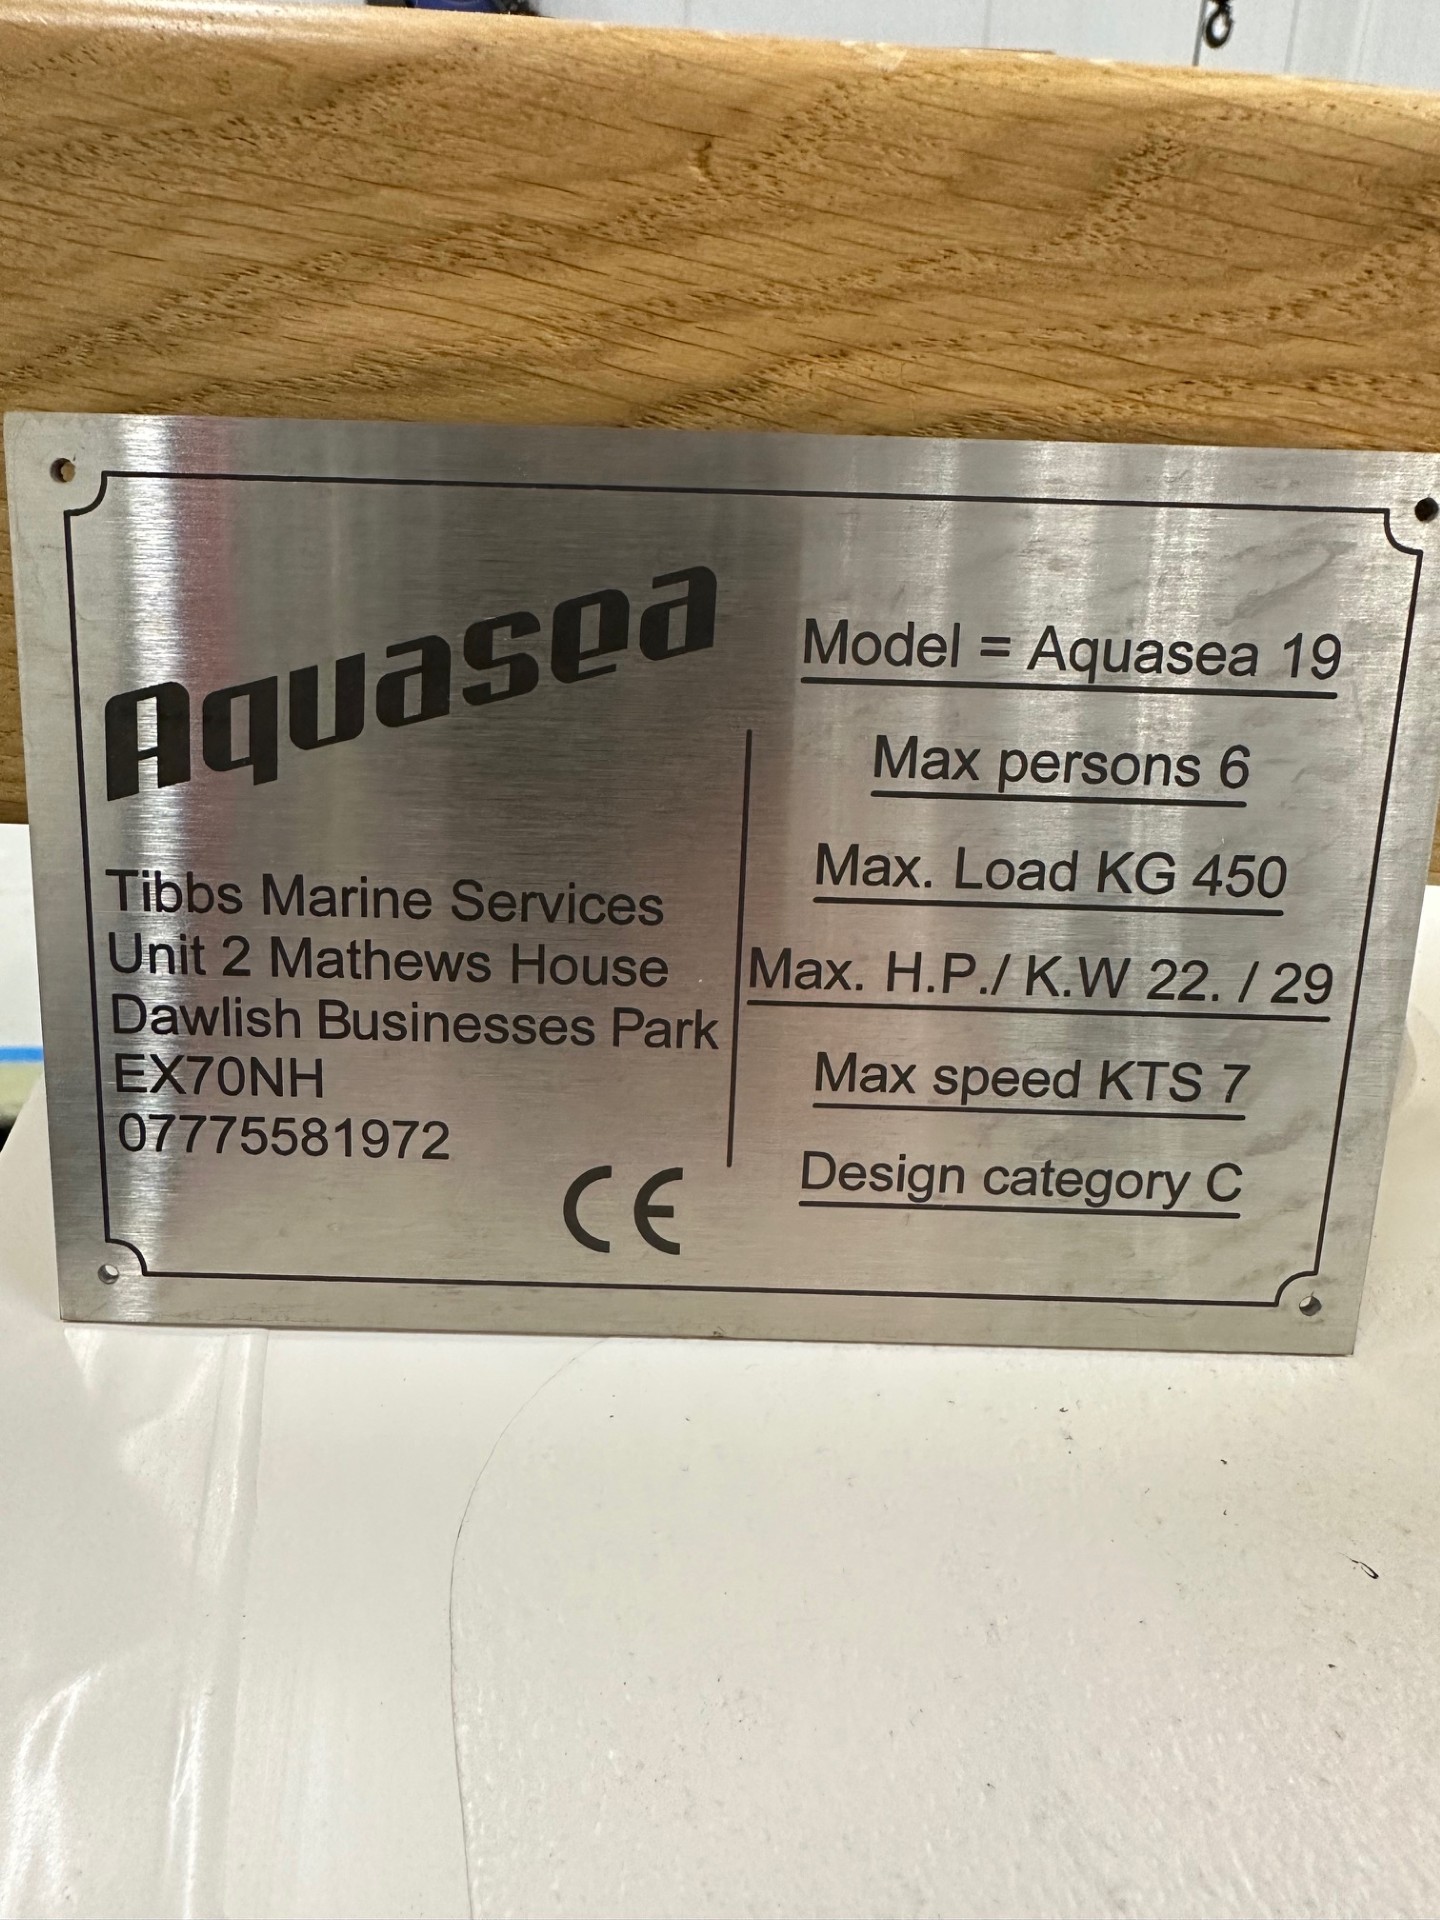 Aquasea
Tibbs Marine Services
Unit 2 Mathews House
Dawlish Businesses Park
EX70NH
07775581972
CE
Model = Aquasea 19
Max persons 6
Max. Load KG 450
Max. H.P./ K.W 22. / 29
Max speed KTS 7
Design category C